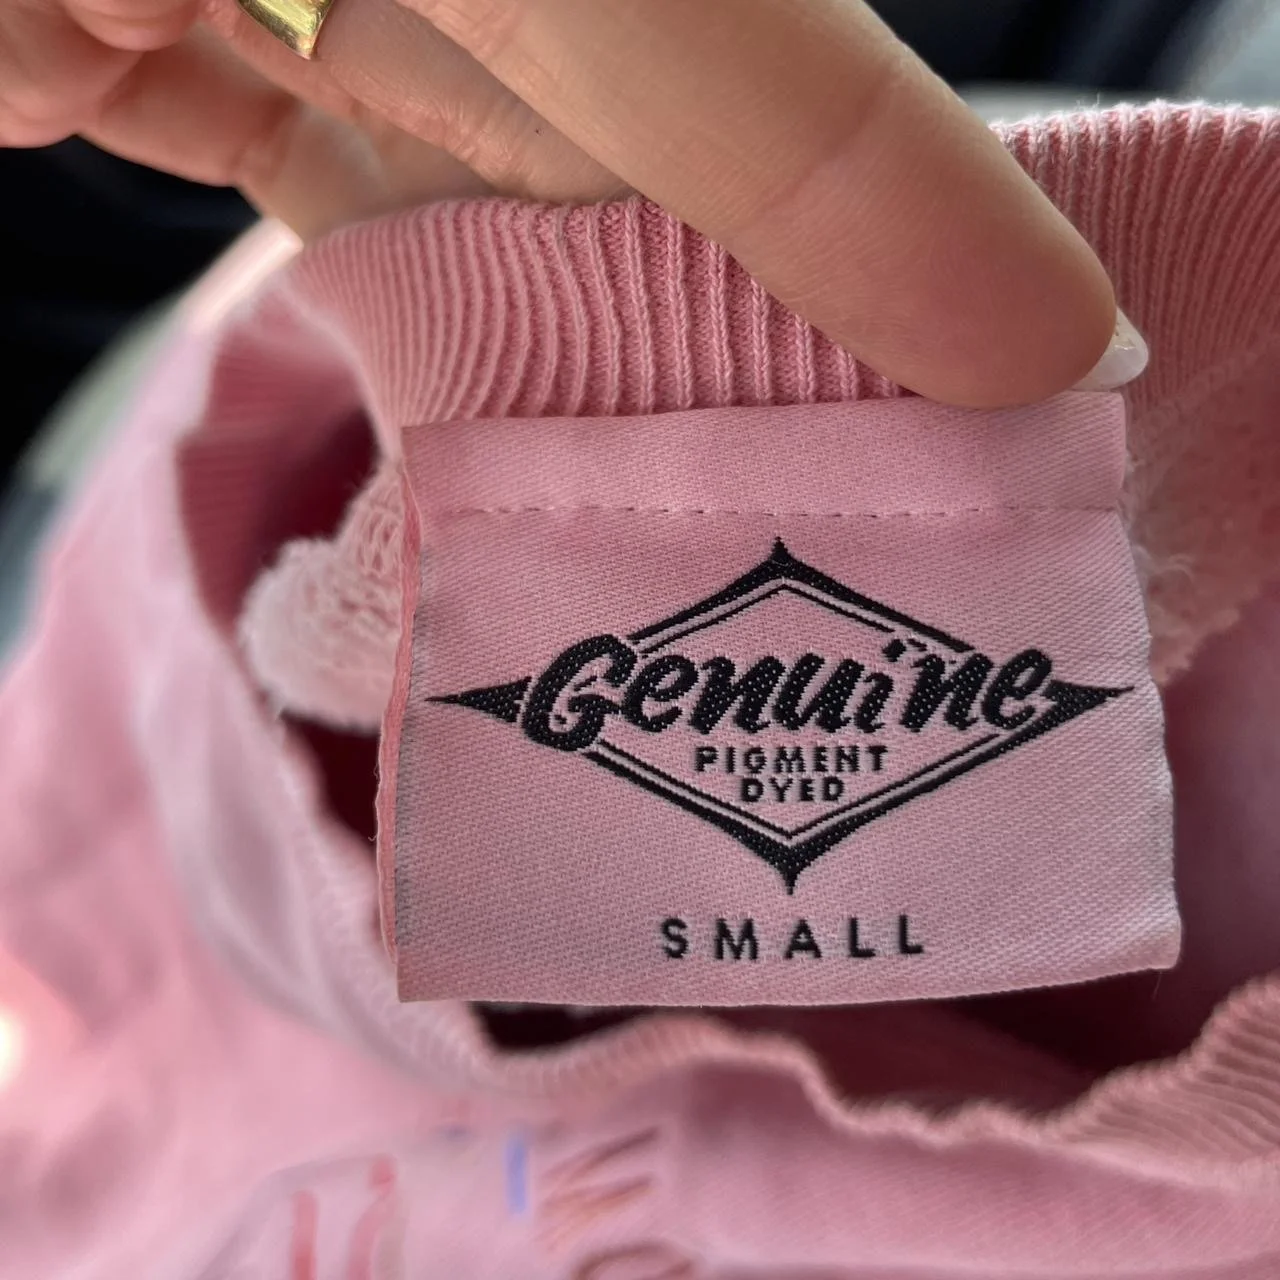 Genuine
PIGMENT
DYED
SMALL